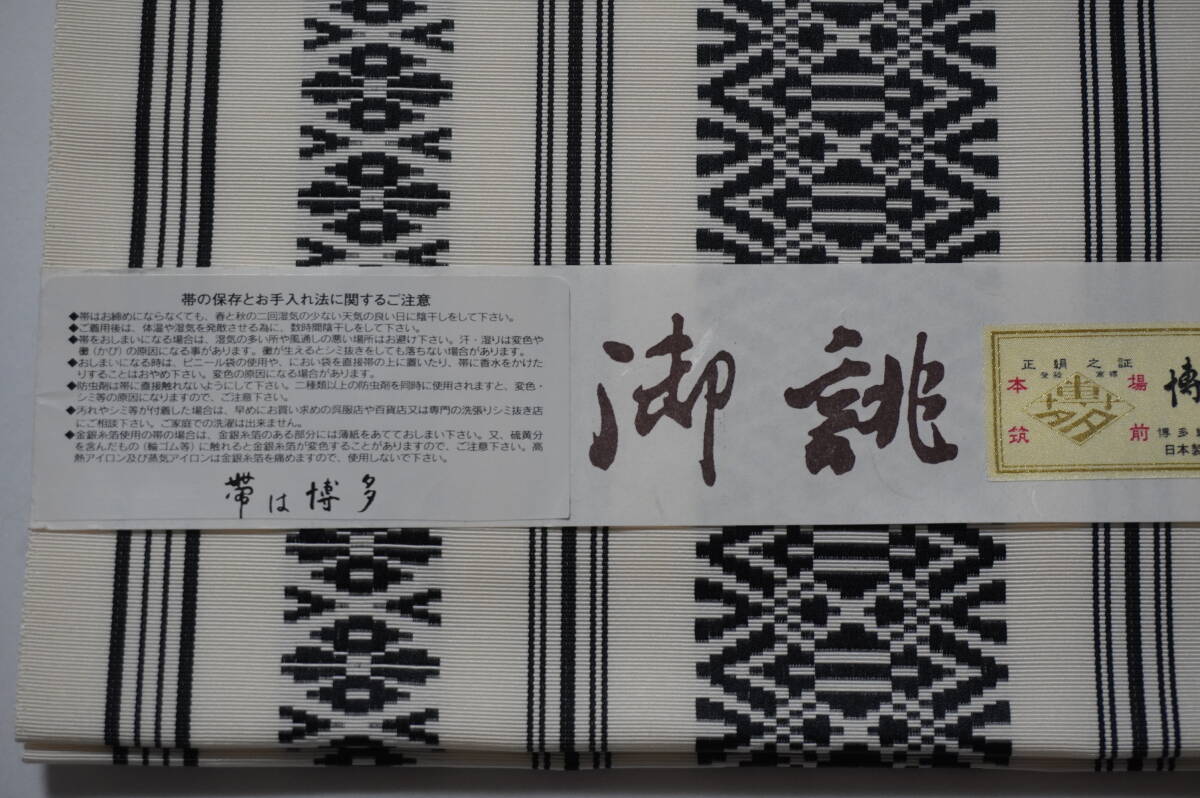 帯の保存とお手入れ法に関するご注意
◆帯はお締めにならなくても、春と秋の二回湿気の少ない天気の良い日に陰干しをして下さい。
◆ご着用後は、体温や湿気を発散させる為に、数時間陰干しをして下さい。
◆帯をおしまいになる場合は、湿気の多い所や風通しの悪い場所はお避け下さい。汗・湿りは変色や
黴(かび)の原因になる事があります。黴が生えるとシミ抜きをしても落ちない場合があります。
◆おしまいになる時は、ビニール袋の使用や、におい袋を直接帯の上に置いたり、帯に香水をかけた
りすることはおやめ下さい。変色の原因になる場合があります。
◆防虫剤は帯に直接触れないようにして下さい。二種類以上の防虫剤を同時に使用されますと、変色・
シミ等の原因になりますので、ご注意下さい。
◆汚れやシミ等が付着した場合は、早めにお買い求めの呉服店や百貨店又は専門の洗張りシミ抜き店
にご相談下さい。ご家庭での洗濯は出来ません。
◆金銀糸箔使用の帯の場合は、金銀糸箔のある部分には薄紙をあてておしまい下さい。又、硫黄分
を含んだもの(輪ゴム等)に触れると金銀糸箔が変色することがありますので、ご注意下さい。高
熱アイロン及び蒸気アイロンは金銀糸箔を痛めますので、使用しないで下さい。
帯は博多
御誂
正絹之証
登録 商標
本場
筑前
博
博多
日本製